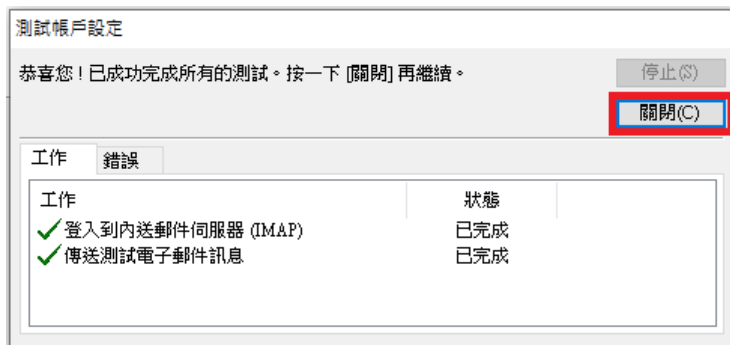 測試帳戶設定
恭喜您！已成功完成所有的測試。按一下 [關閉] 再繼續。
停止(S)
關閉(C)
工作 錯誤
工作 狀態
登入到內送郵件伺服器 (IMAP) 已完成
傳送測試電子郵件訊息 已完成